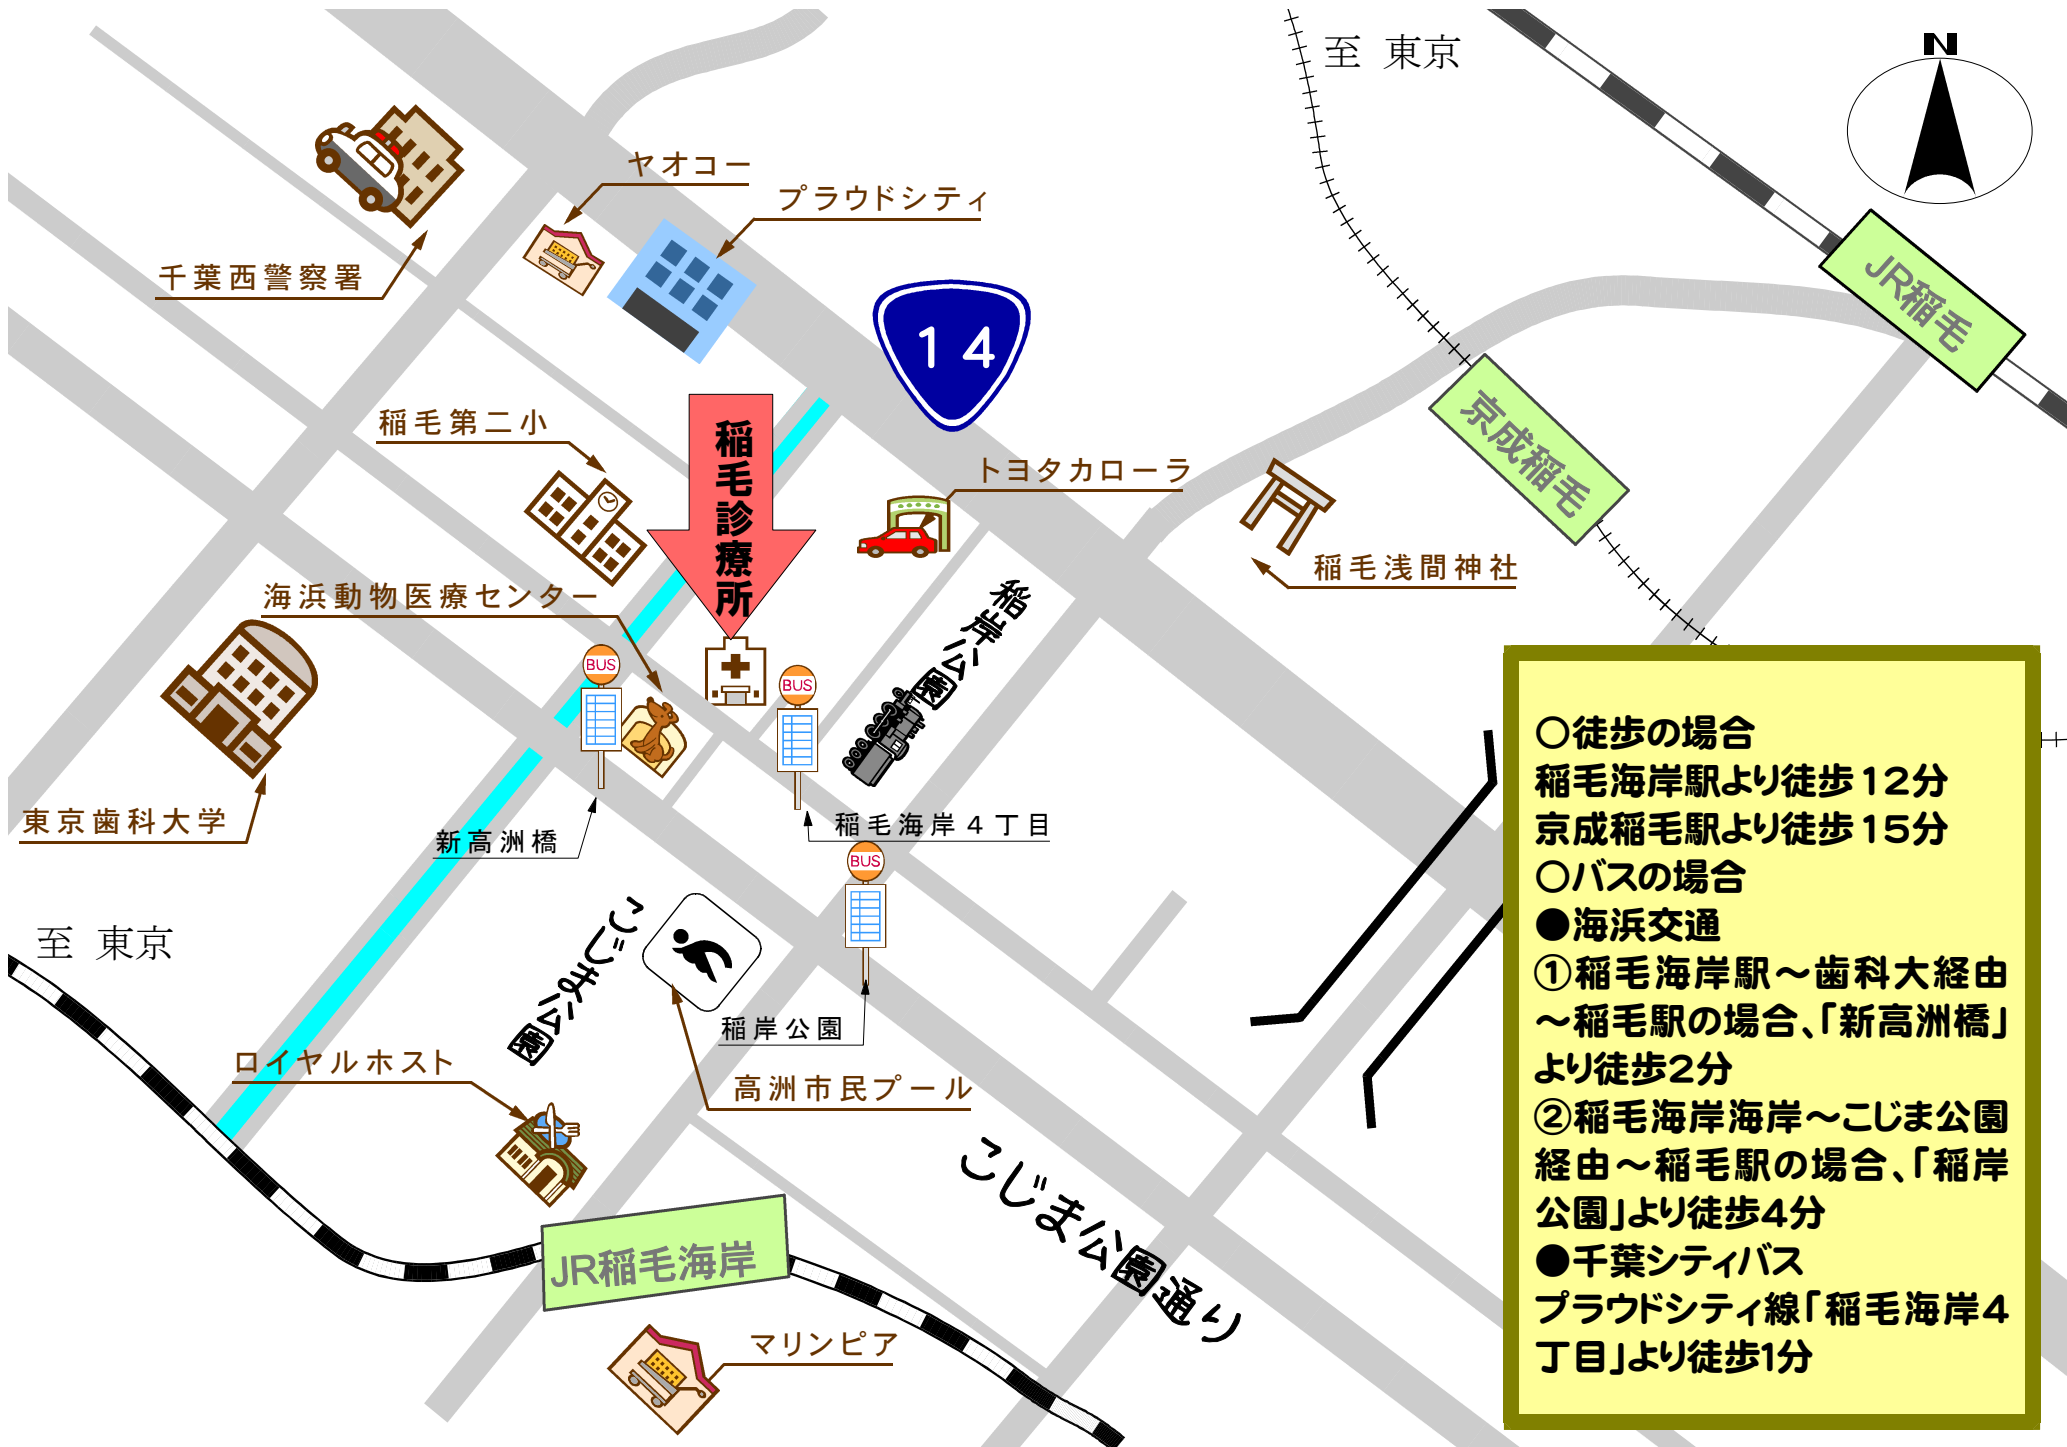 至 東京
N
ヤオコー
プラウドシティ
千葉西警察署
JR稲毛
14
京成稲毛
稲毛第二小
稲毛診療所
トヨタカローラ
稲毛浅間神社
海浜動物医療センター
稲岸公園
BUS
BUS
東京歯科大学
新高洲橋
稲毛海岸４丁目
BUS
こじま公園
至 東京
稲岸公園
ロイヤルホスト
高洲市民プール
こじま公園通り
JR稲毛海岸
マリンピア
○徒歩の場合
稲毛海岸駅より徒歩12分
京成稲毛駅より徒歩15分
○バスの場合
●海浜交通
①稲毛海岸駅～歯科大経由
～稲毛駅の場合、「新高洲橋」
より徒歩2分
②稲毛海岸海岸～こじま公園
経由～稲毛駅の場合、「稲岸
公園」より徒歩4分
●千葉シティバス
プラウドシティ線「稲毛海岸4
丁目」より徒歩1分